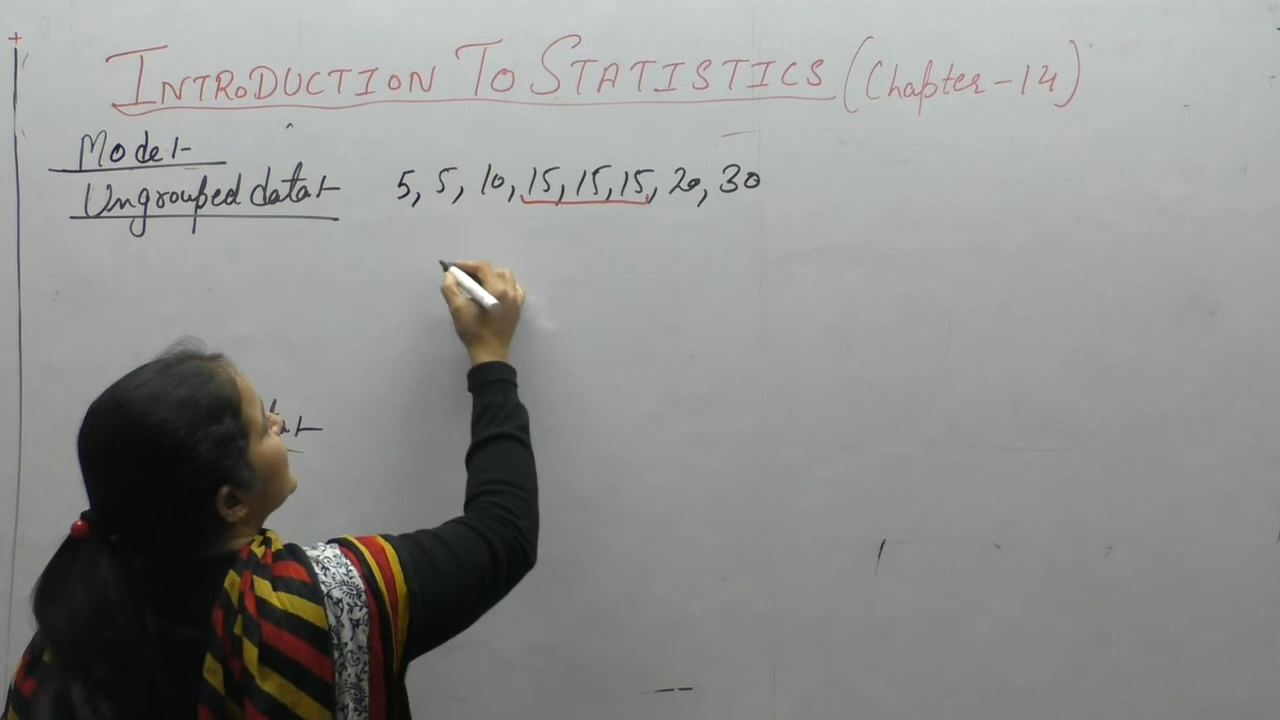 INTRODUCTION TO STATISTICS (Chapter-14)
Mode:-
Ungrouped data:- 5, 5, 10, 15, 15, 15, 20, 30